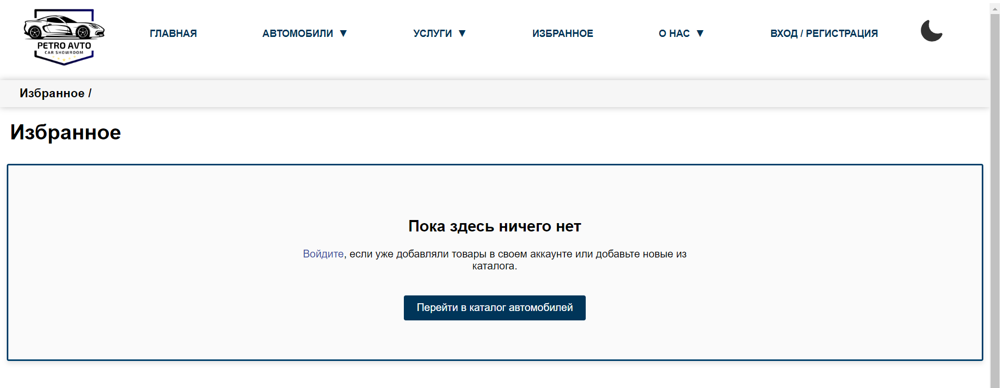 PETRO AVTO
CAR SHOWROOM
ГЛАВНАЯ АВТОМОБИЛИ ▼ УСЛУГИ ▼ ИЗБРАННОЕ О НАС ▼ ВХОД / РЕГИСТРАЦИЯ
Избранное /
Избранное
Пока здесь ничего нет
Войдите, если уже добавляли товары в своем аккаунте или добавьте новые из
каталога.
Перейти в каталог автомобилей